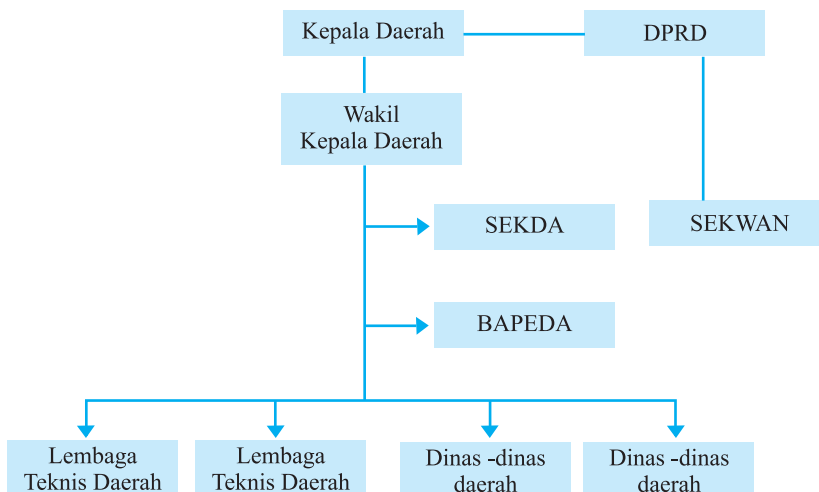 Kepala Daerah
DPRD
Wakil
Kepala Daerah
SEKDA
SEKWAN
BAPEDA
Lembaga
Teknis Daerah
Lembaga
Teknis Daerah
Dinas -dinas
daerah
Dinas -dinas
daerah